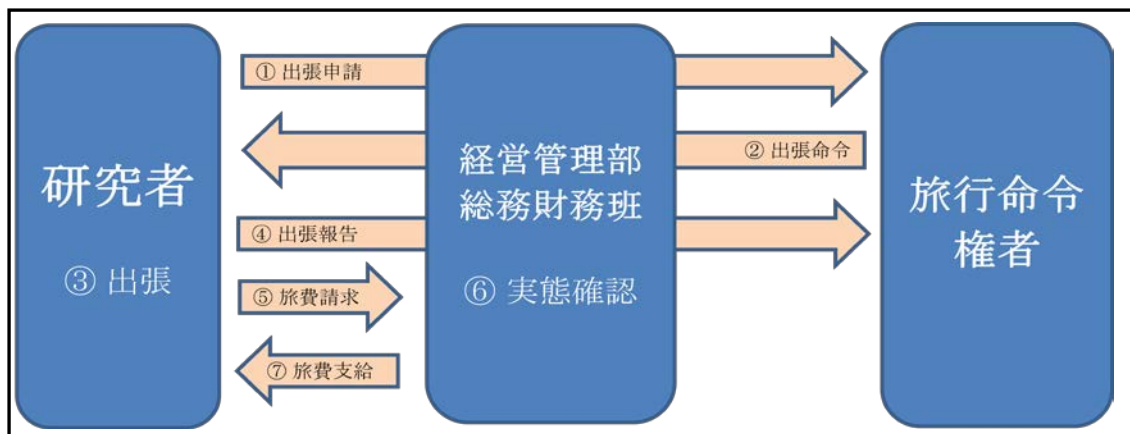 研究者
③ 出張
① 出張申請
② 出張命令
④ 出張報告
⑤ 旅費請求
⑦ 旅費支給
経営管理部
総務財務班
⑥ 実態確認
旅行命令
権者